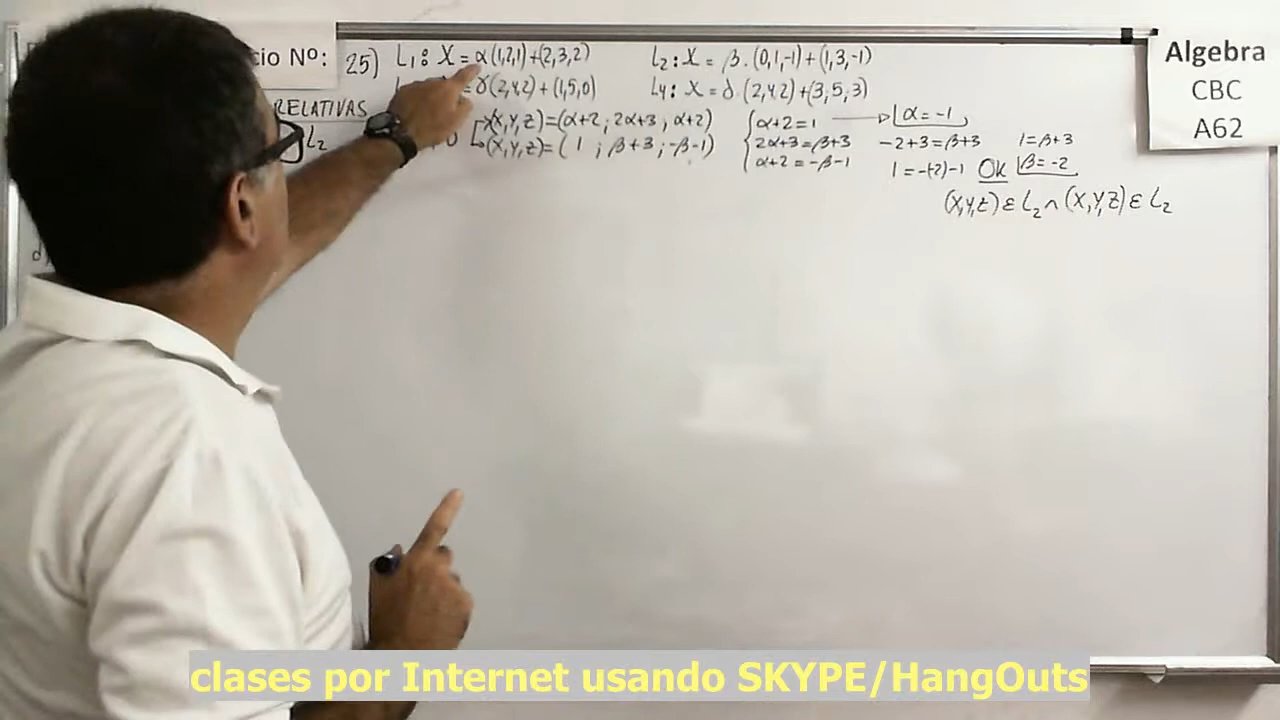 cio Nº: 25) L₁: X = α(1,2,1)+(2,3,2) L₂: X = β.(0,1,-1)+(1,3,-1)
=γ(2,4,2)+(1,5,0) L₄: X = δ.(2,4,2)+(3,5,3)
RELATIVAS
(X,Y,Z)=(α+2; 2α+3; α+2) α+2=1 → α=-1
L₂ (X,Y,Z)=(1; β+3; -β-1) 2α+3=β+3 -2+3=β+3 1=β+3
α+2=-β-1 1=-(-2)-1 Ok β=-2
(X,Y,Z) ε L₂ ∧ (X,Y,Z) ε L₂
Algebra
CBC
A62
clases por Internet usando SKYPE/HangOuts